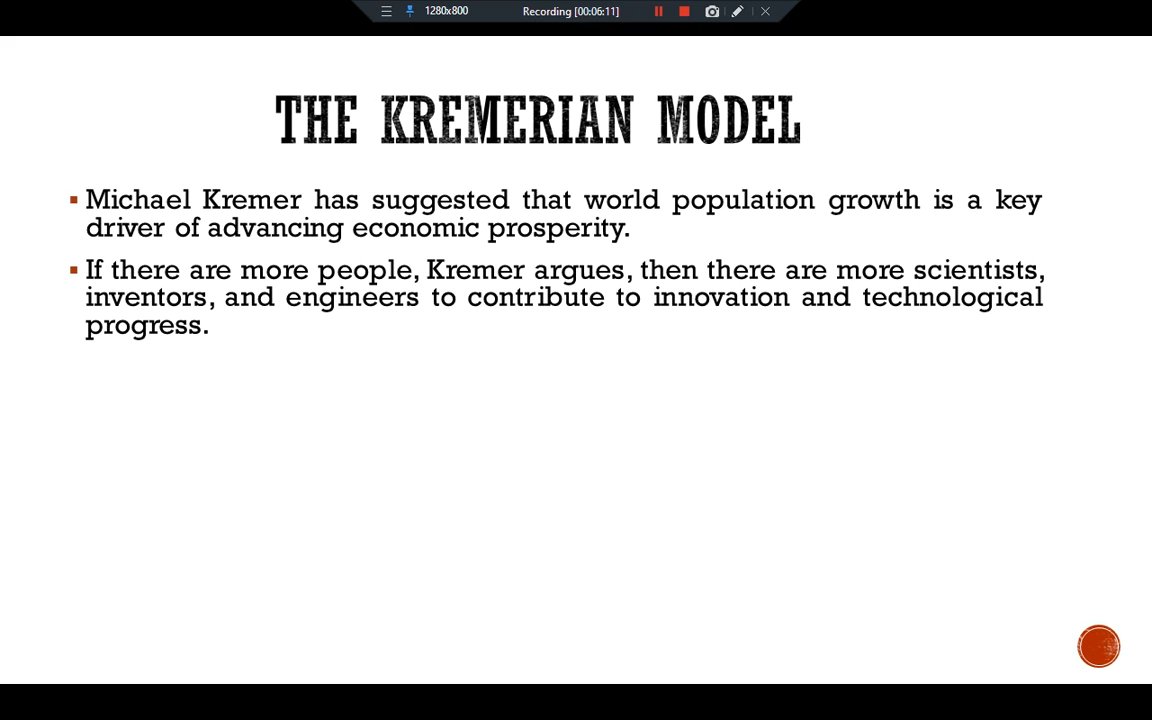 1280x800 Recording [00:06:11]
THE KREMERIAN MODEL
▪ Michael Kremer has suggested that world population growth is a key
driver of advancing economic prosperity.
▪ If there are more people, Kremer argues, then there are more scientists,
inventors, and engineers to contribute to innovation and technological
progress.